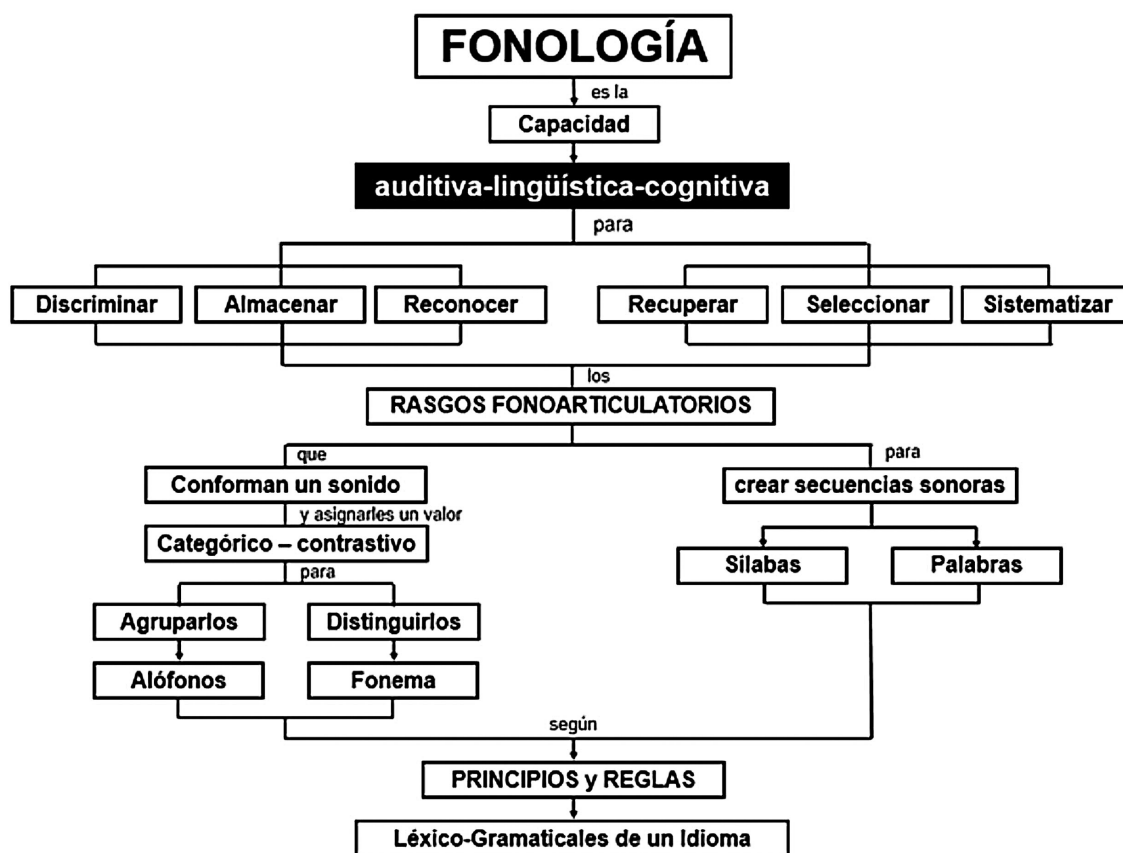 FONOLOGÍA
es la
Capacidad
auditiva-lingüística-cognitiva
para
Discriminar Almacenar Reconocer Recuperar Seleccionar Sistematizar
los
RASGOS FONOARTICULATORIOS
que para
Conforman un sonido crear secuencias sonoras
y asignarles un valor
Categórico – contrastivo Sílabas Palabras
para
Agruparlos Distinguirlos
Alófonos Fonema
según
PRINCIPIOS y REGLAS
Léxico-Gramaticales de un Idioma